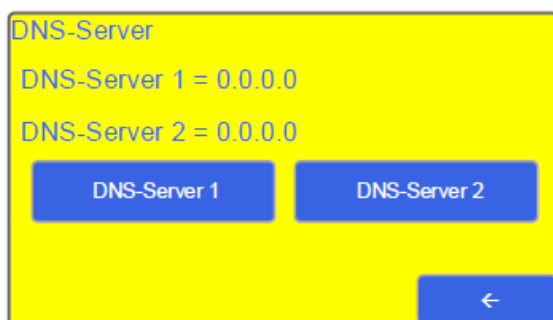 DNS-Server
DNS-Server 1 = 0.0.0.0
DNS-Server 2 = 0.0.0.0
DNS-Server 1 DNS-Server 2
←